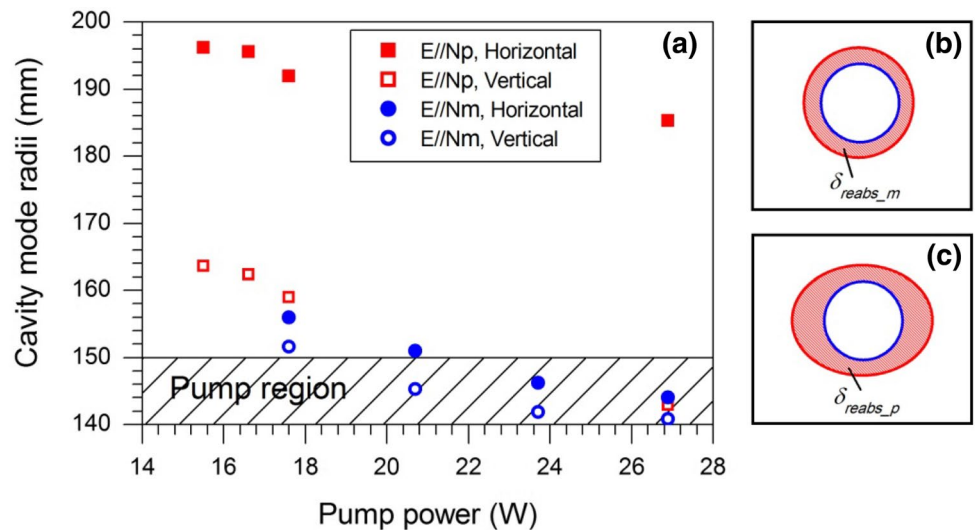 200
190
180
170
160
150
140
14
16
18
20
22
24
26
28
Cavity mode radii (mm)
Pump power (W)
E//Np, Horizontal
E//Np, Vertical
E//Nm, Horizontal
E//Nm, Vertical
Pump region
(a)
(b)
δreabs_m
(c)
δreabs_p